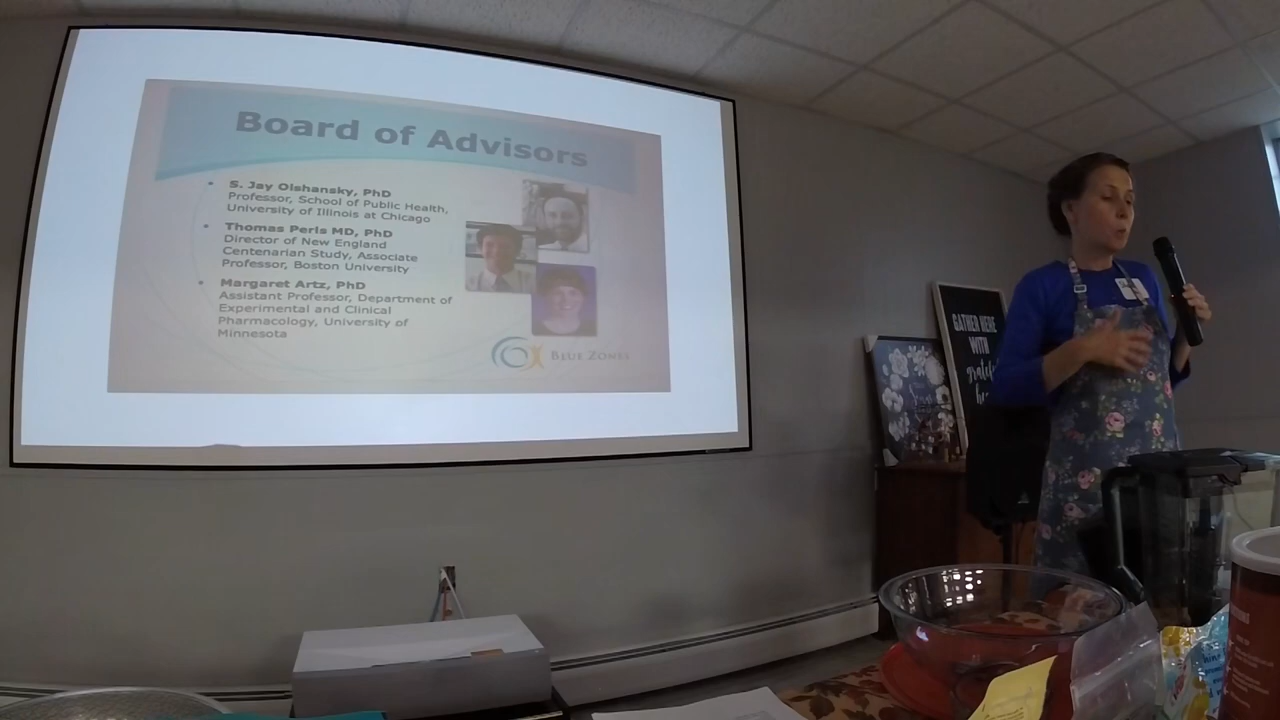 Board of Advisors
S. Jay Olshansky, PhD
Professor, School of Public Health,
University of Illinois at Chicago
Thomas Perls MD, PhD
Director of New England
Centenarian Study, Associate
Professor, Boston University
Margaret Artz, PhD
Assistant Professor, Department of
Experimental and Clinical
Pharmacology, University of
Minnesota
BLUE ZONES
GATHER HERE
WITH